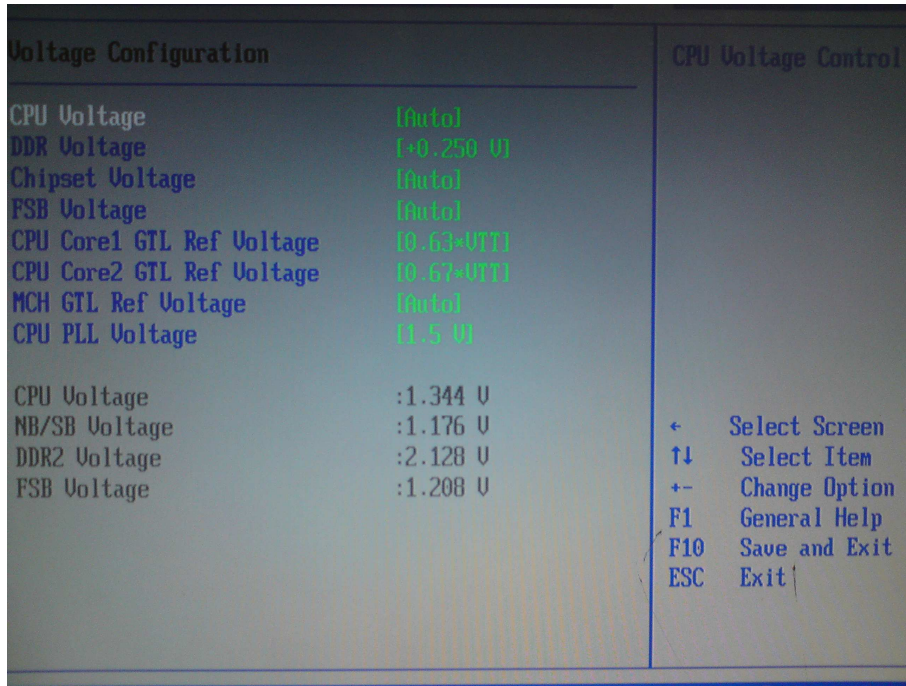 Voltage Configuration
CPU Voltage [Auto]
DDR Voltage [+0.250 V]
Chipset Voltage [Auto]
FSB Voltage [Auto]
CPU Core1 GTL Ref Voltage [0.63*VTT]
CPU Core2 GTL Ref Voltage [0.67*VTT]
MCH GTL Ref Voltage [Auto]
CPU PLL Voltage [1.5 V]
CPU Voltage :1.344 V
NB/SB Voltage :1.176 V
DDR2 Voltage :2.128 V
FSB Voltage :1.208 V
CPU Voltage Control
← Select Screen
↑↓ Select Item
+- Change Option
F1 General Help
F10 Save and Exit
ESC Exit